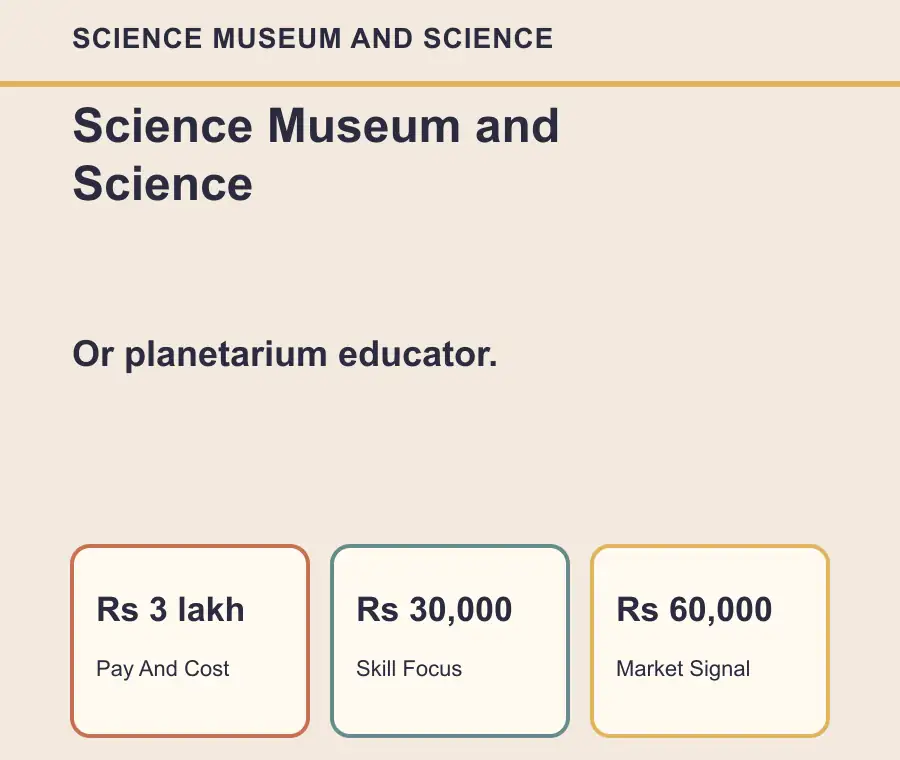 SCIENCE MUSEUM AND SCIENCE
Science Museum and
Science
Or planetarium educator.
Rs 3 lakh
Pay And Cost
Rs 30,000
Skill Focus
Rs 60,000
Market Signal